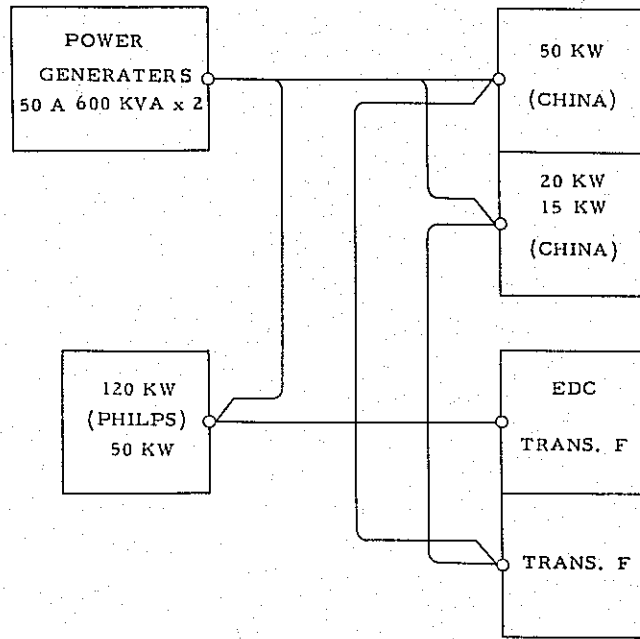 POWER
GENERATERS
50 A 600 KVA x 2
50 KW
(CHINA)
20 KW
15 KW
(CHINA)
120 KW
(PHILPS)
50 KW
EDC
TRANS. F
TRANS. F